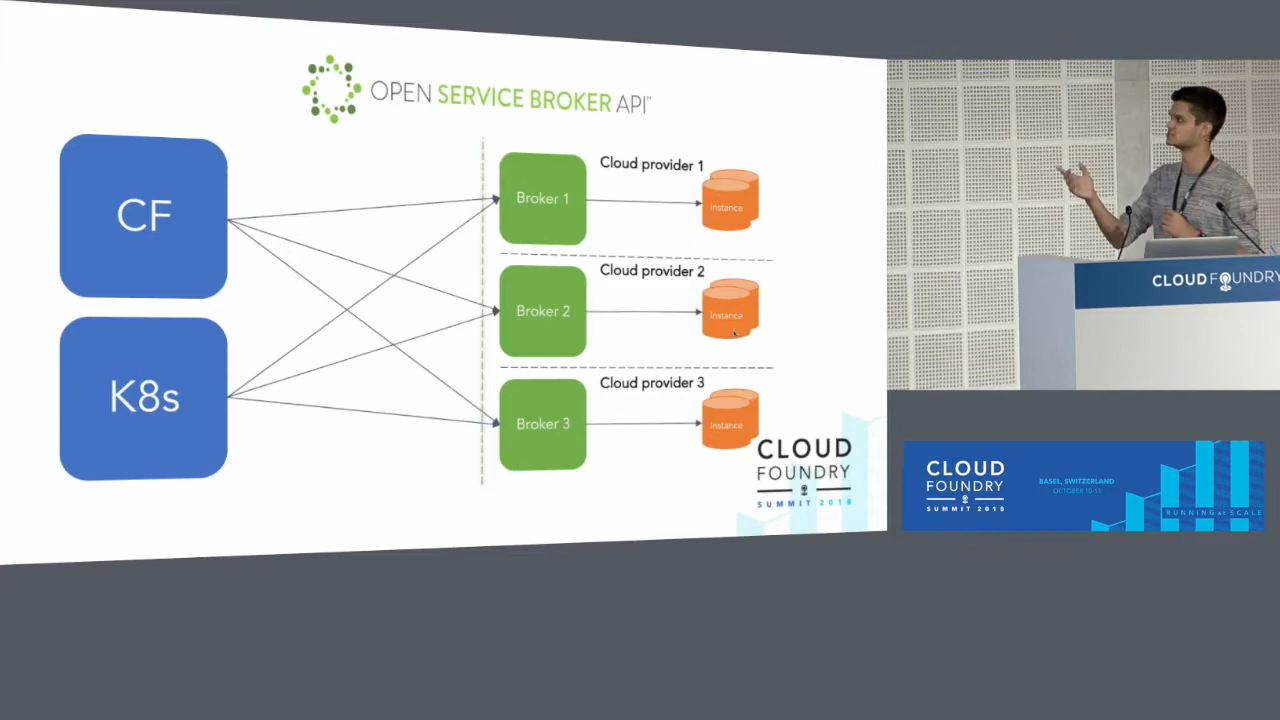 OPEN SERVICE BROKER API™
CF
K8s
Broker 1
Cloud provider 1
Instance
Broker 2
Cloud provider 2
Instance
Broker 3
Cloud provider 3
Instance
CLOUD
FOUNDRY
SUMMIT 2018
CLOUD FOUNDRY
CLOUD
FOUNDRY
SUMMIT 2018
BASEL, SWITZERLAND
OCTOBER 10-11
RUNNING at SCALE